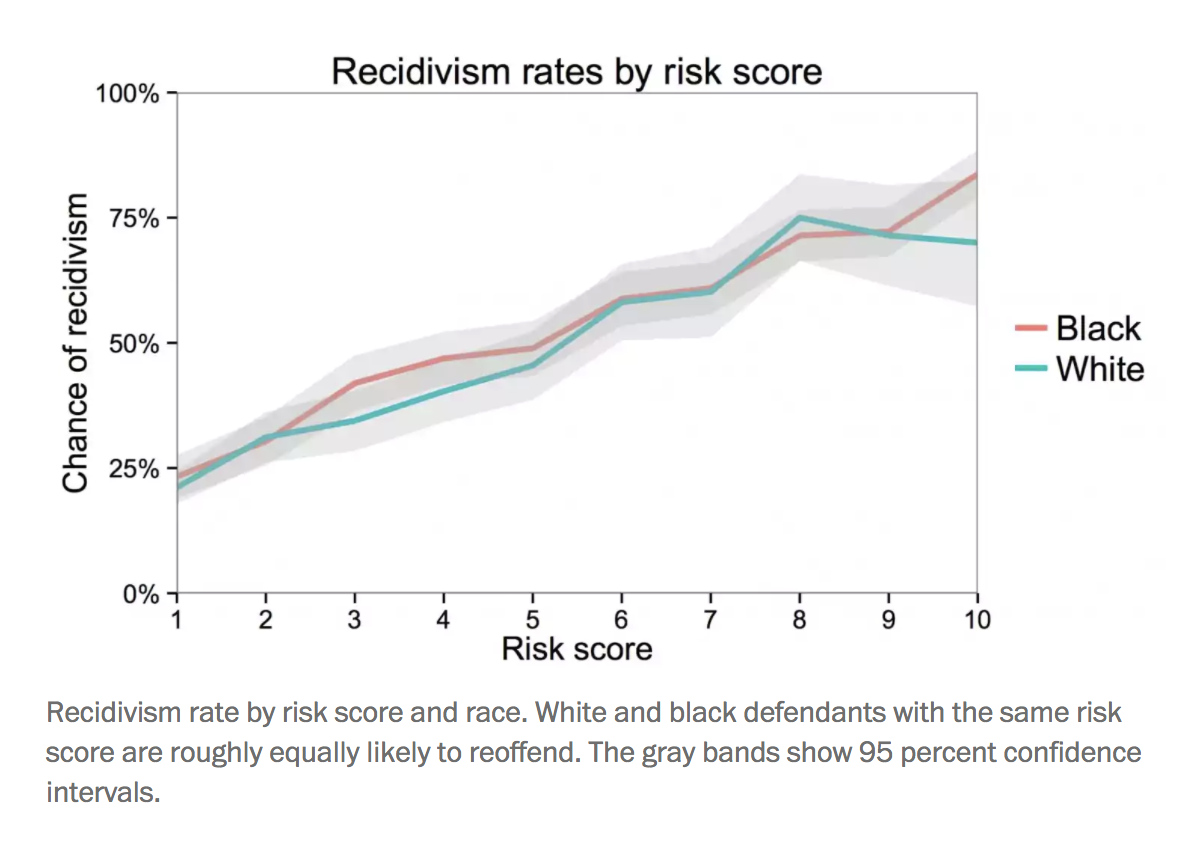 Recidivism rates by risk score
100%
75%
50%
25%
0%
Chance of recidivism
1 2 3 4 5 6 7 8 9 10
Risk score
Black
White
Recidivism rate by risk score and race. White and black defendants with the same risk
score are roughly equally likely to reoffend. The gray bands show 95 percent confidence
intervals.